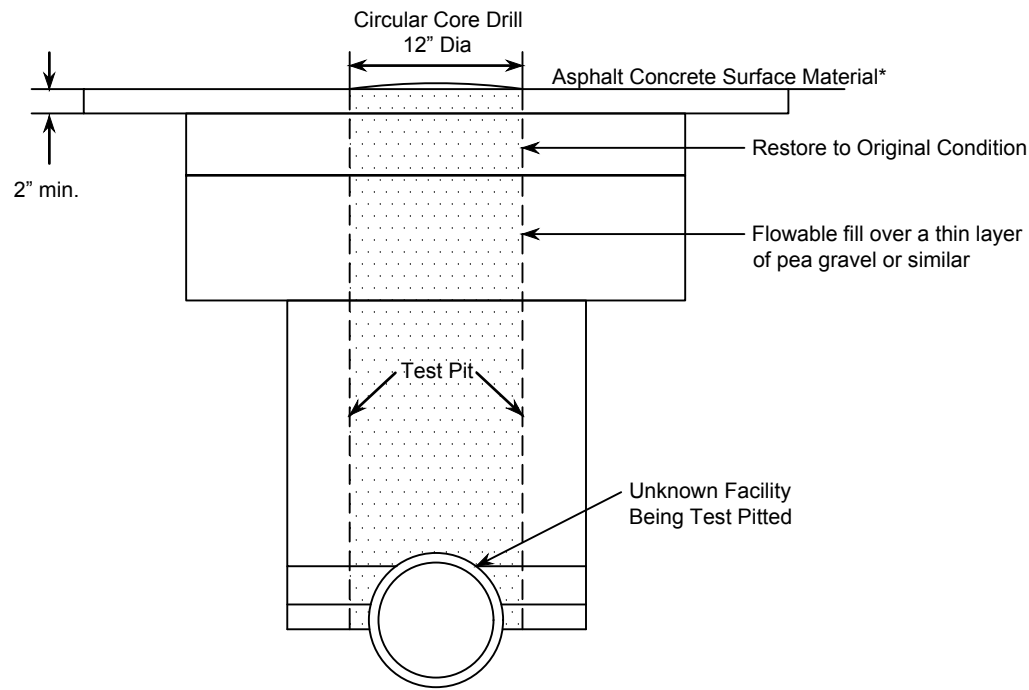 Circular Core Drill
12” Dia
Asphalt Concrete Surface Material*
Restore to Original Condition
2” min.
Flowable fill over a thin layer
of pea gravel or similar
Test Pit
Unknown Facility
Being Test Pitted